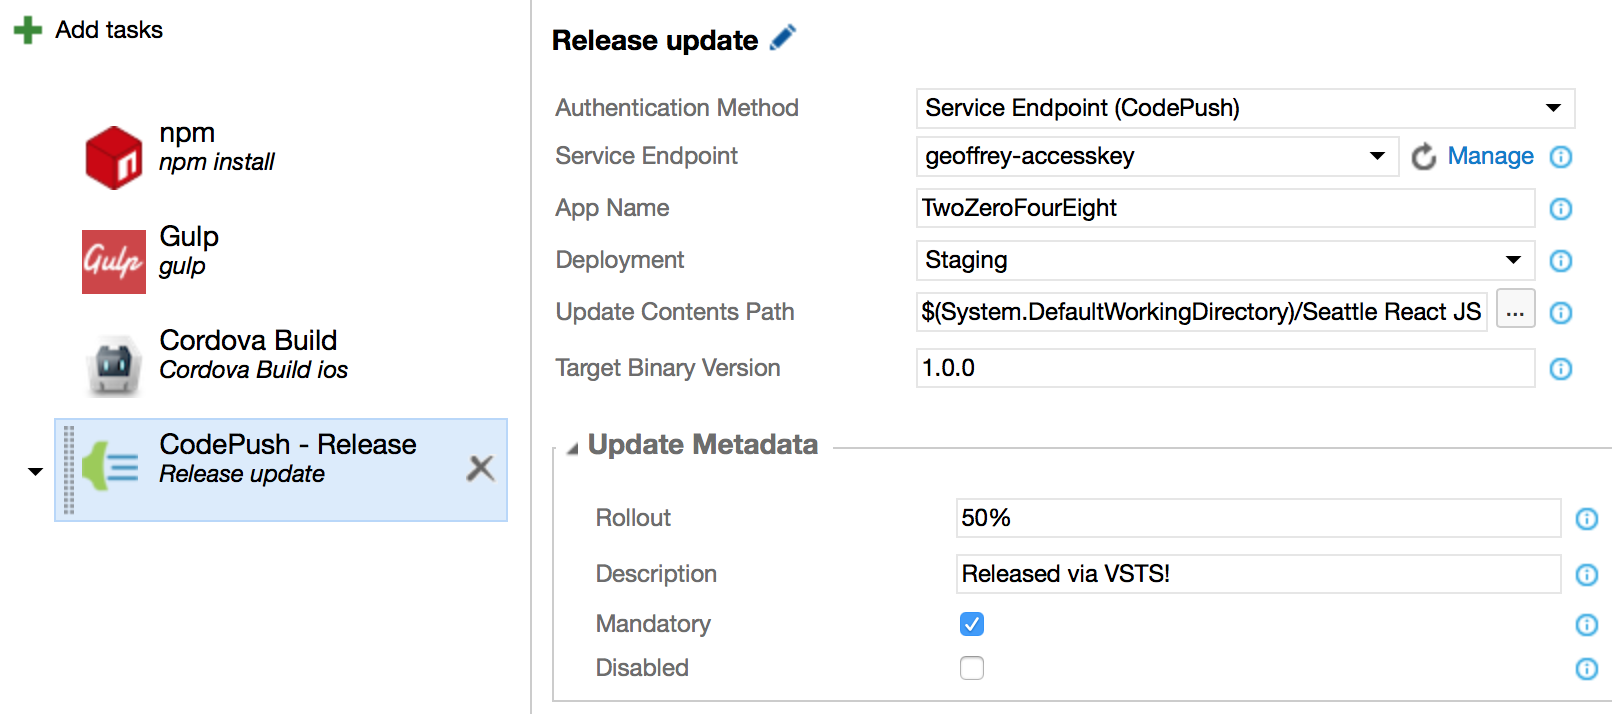 Add tasks
npm
npm install
Gulp
Gulp
gulp
Cordova Build
Cordova Build ios
CodePush - Release
Release update
Release update
Authentication Method
Service Endpoint (CodePush)
Service Endpoint
geoffrey-accesskey
Manage
App Name
TwoZeroFourEight
Deployment
Staging
Update Contents Path
$(System.DefaultWorkingDirectory)/Seattle React JS
...
Target Binary Version
1.0.0
Update Metadata
Rollout
50%
Description
Released via VSTS!
Mandatory
Disabled